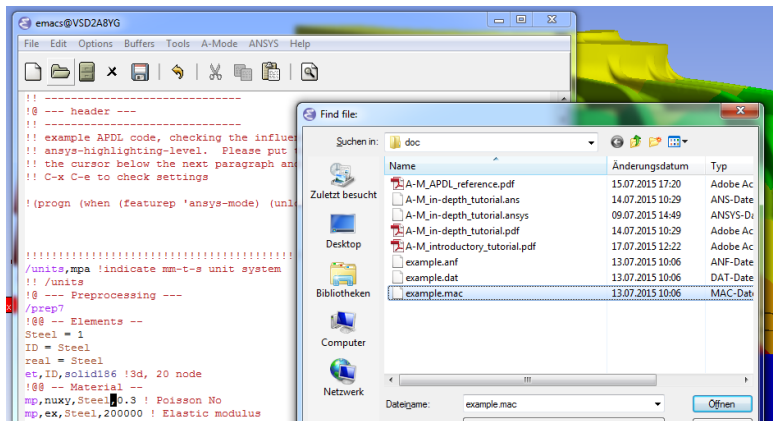 emacs@VSD2A8YG
File Edit Options Buffers Tools A-Mode ANSYS Help
!! ------------------------------
!@ --- header ---
!! ------------------------------
!! example APDL code, checking the influe
!! ansys-highlighting-level.  Please put
!! the cursor below the next paragraph an
!! C-x C-e to check settings
!(progn (when (featurep 'ansys-mode) (unl
!!!!!!!!!!!!!!!!!!!!!!!!!!!!!!!!!!!!!!!!
/units,mpa !indicate mm-t-s unit system
!! /units
!@ --- Preprocessing ---
/prep7
!@@ -- Elements --
Steel = 1
ID = Steel
real = Steel
et,ID,solid186 !3d, 20 node
!@@ -- Material --
mp,nuxy,Steel,0.3 ! Poisson No
mp,ex,Steel,200000 ! Elastic modulus
Find file:
Suchen in: doc
Zuletzt besucht
Desktop
Bibliotheken
Computer
Netzwerk
Name Änderungsdatum Typ
A-M_APDL_reference.pdf 15.07.2015 17:20 Adobe Ac
A-M_in-depth_tutorial.ans 14.07.2015 10:29 ANS-Date
A-M_in-depth_tutorial.ansys 09.07.2015 14:49 ANSYS-Da
A-M_in-depth_tutorial.pdf 14.07.2015 10:29 Adobe Ac
A-M_introductory_tutorial.pdf 17.07.2015 12:22 Adobe Ac
example.anf 13.07.2015 10:06 ANF-Date
example.dat 13.07.2015 10:06 DAT-Date
example.mac 13.07.2015 10:06 MAC-Date
Dateiname: example.mac Öffnen